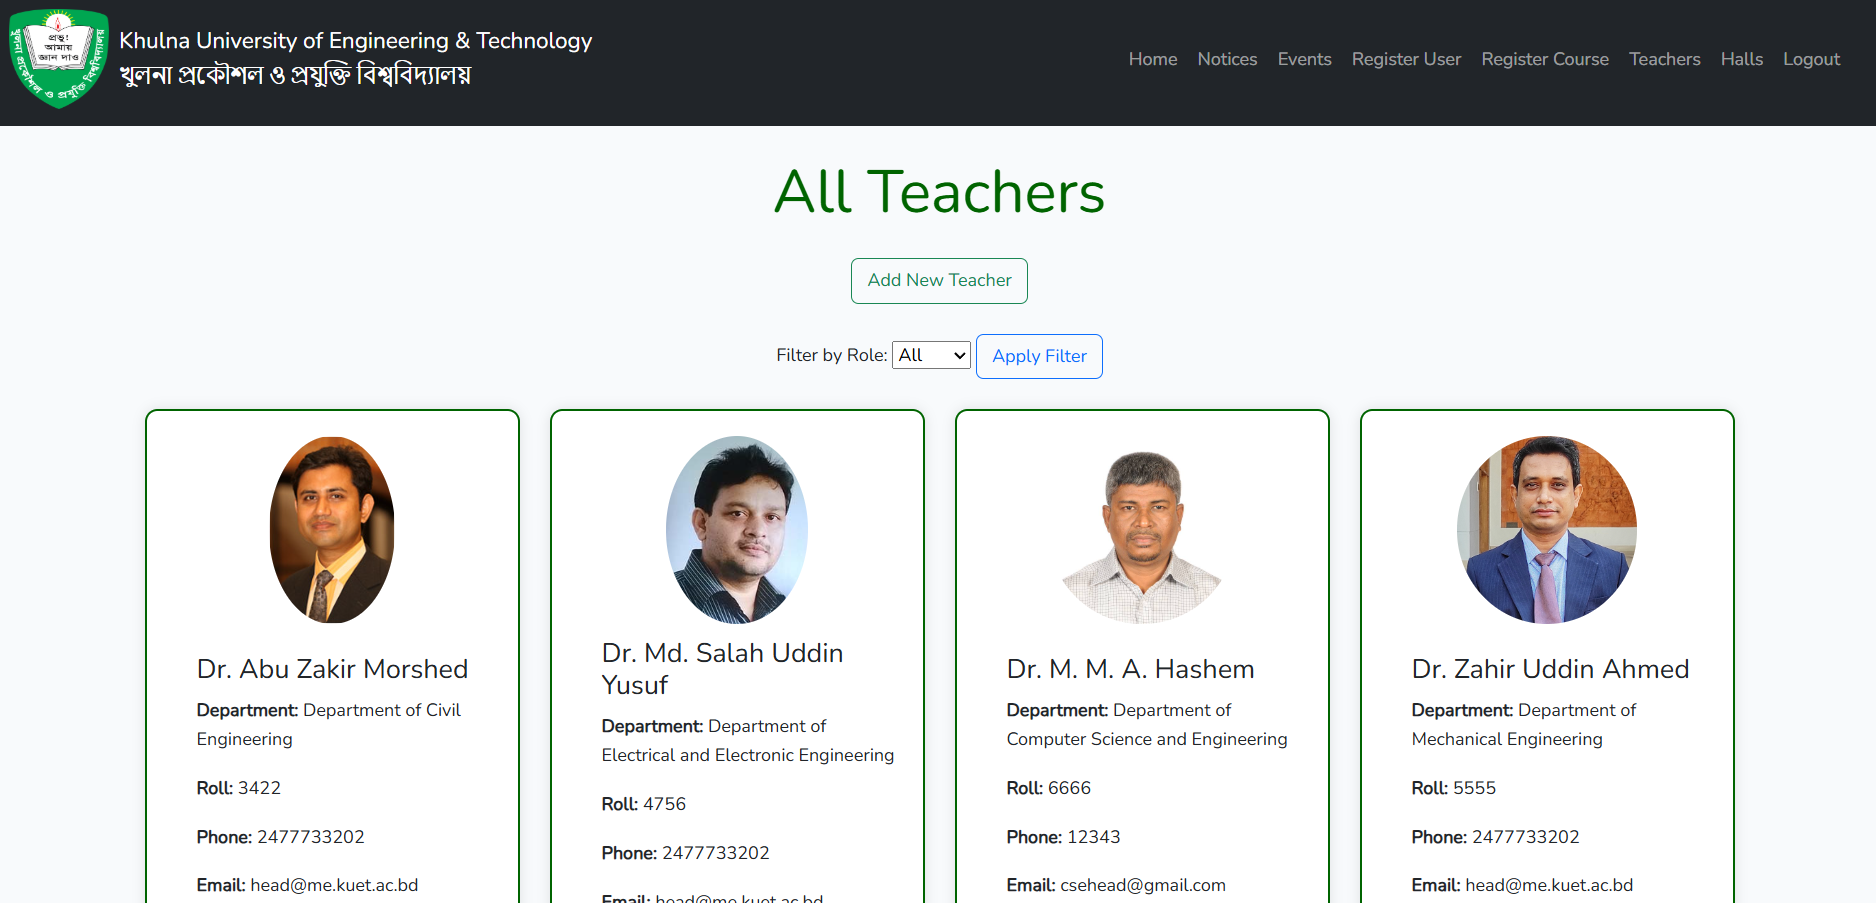 প্রভু!
আমায়
জ্ঞান দাও
খুলনা প্রকৌশল ও প্রযুক্তি বিশ্ববিদ্যালয়
Khulna University of Engineering & Technology
খুলনা প্রকৌশল ও প্রযুক্তি বিশ্ববিদ্যালয়
Home Notices Events Register User Register Course Teachers Halls Logout
All Teachers
Add New Teacher
Filter by Role: All Apply Filter
Dr. Abu Zakir Morshed
Department: Department of Civil
Engineering
Roll: 3422
Phone: 2477733202
Email: head@me.kuet.ac.bd
Dr. Md. Salah Uddin
Yusuf
Department: Department of
Electrical and Electronic Engineering
Roll: 4756
Phone: 2477733202
Email: head@me.kuet.ac.bd
Dr. M. M. A. Hashem
Department: Department of
Computer Science and Engineering
Roll: 6666
Phone: 12343
Email: csehead@gmail.com
Dr. Zahir Uddin Ahmed
Department: Department of
Mechanical Engineering
Roll: 5555
Phone: 2477733202
Email: head@me.kuet.ac.bd